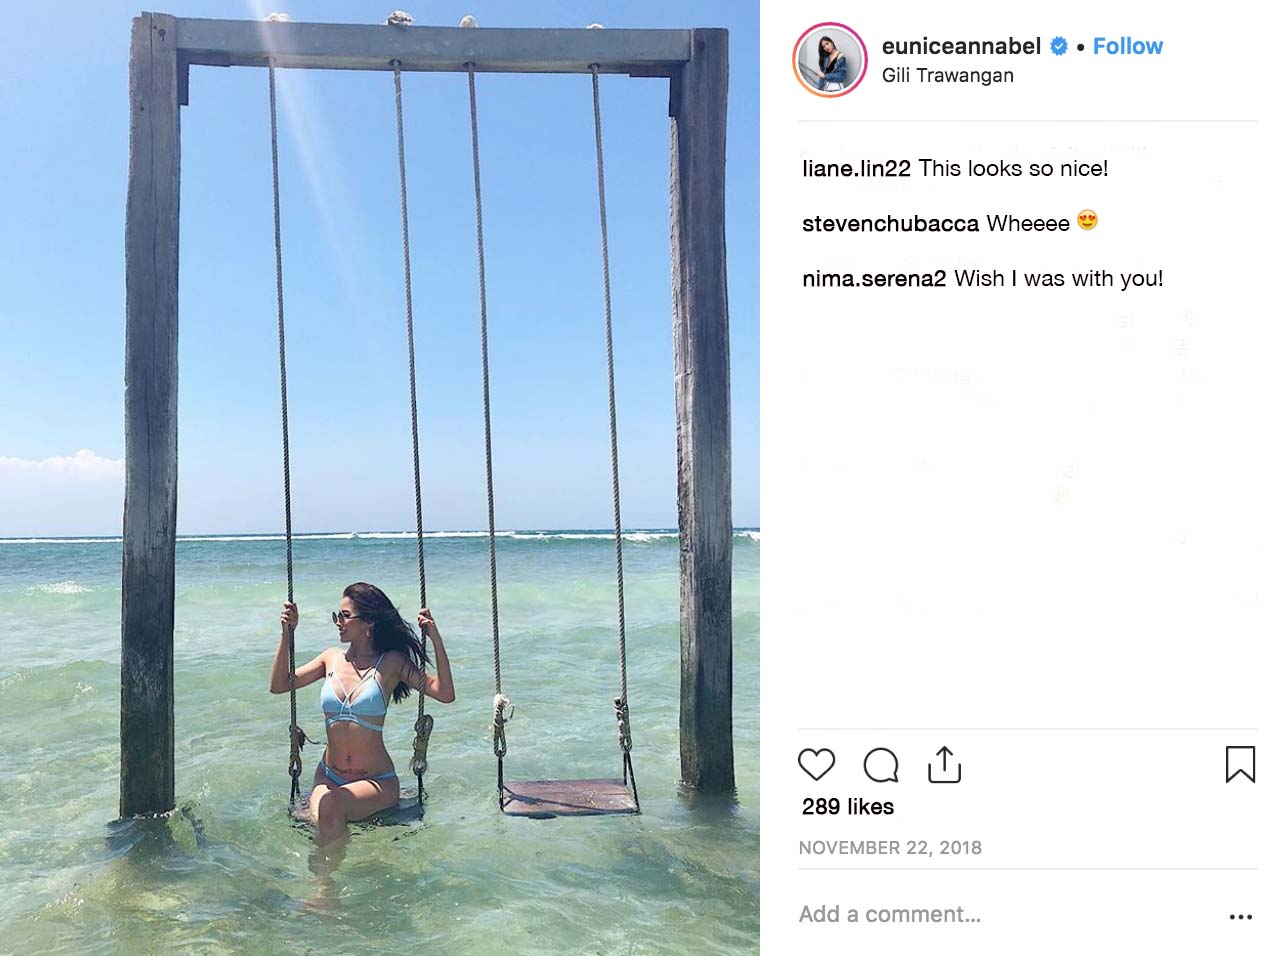 euniceannabel • Follow
Gili Trawangan
liane.lin22 This looks so nice!
stevenchubacca Wheeee 😍
nima.serena2 Wish I was with you!
289 likes
NOVEMBER 22, 2018
Add a comment...